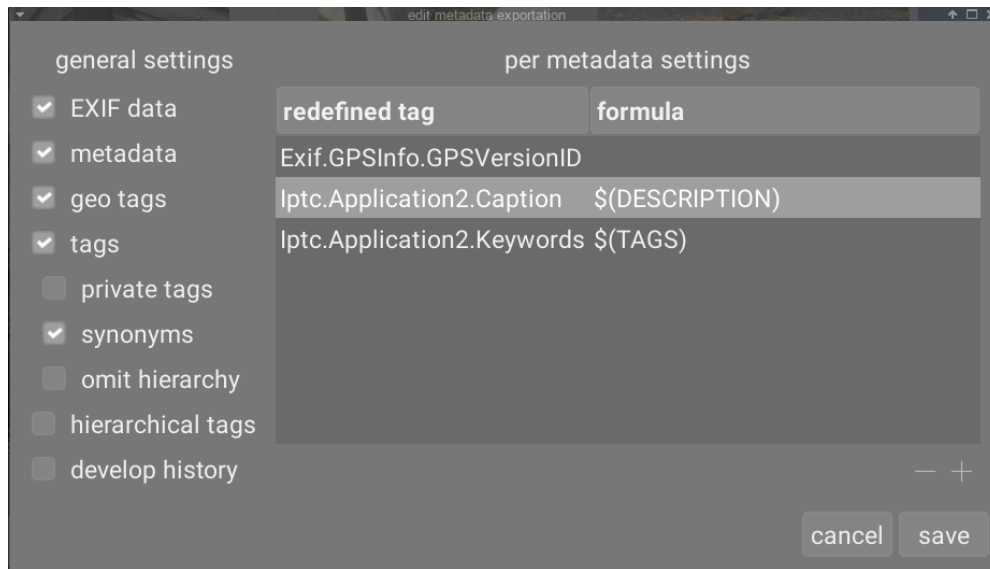 edit metadata exportation
general settings
per metadata settings
EXIF data
metadata
geo tags
tags
private tags
synonyms
omit hierarchy
hierarchical tags
develop history
redefined tag formula
Exif.GPSInfo.GPSVersionID
Iptc.Application2.Caption $(DESCRIPTION)
Iptc.Application2.Keywords $(TAGS)
cancel save